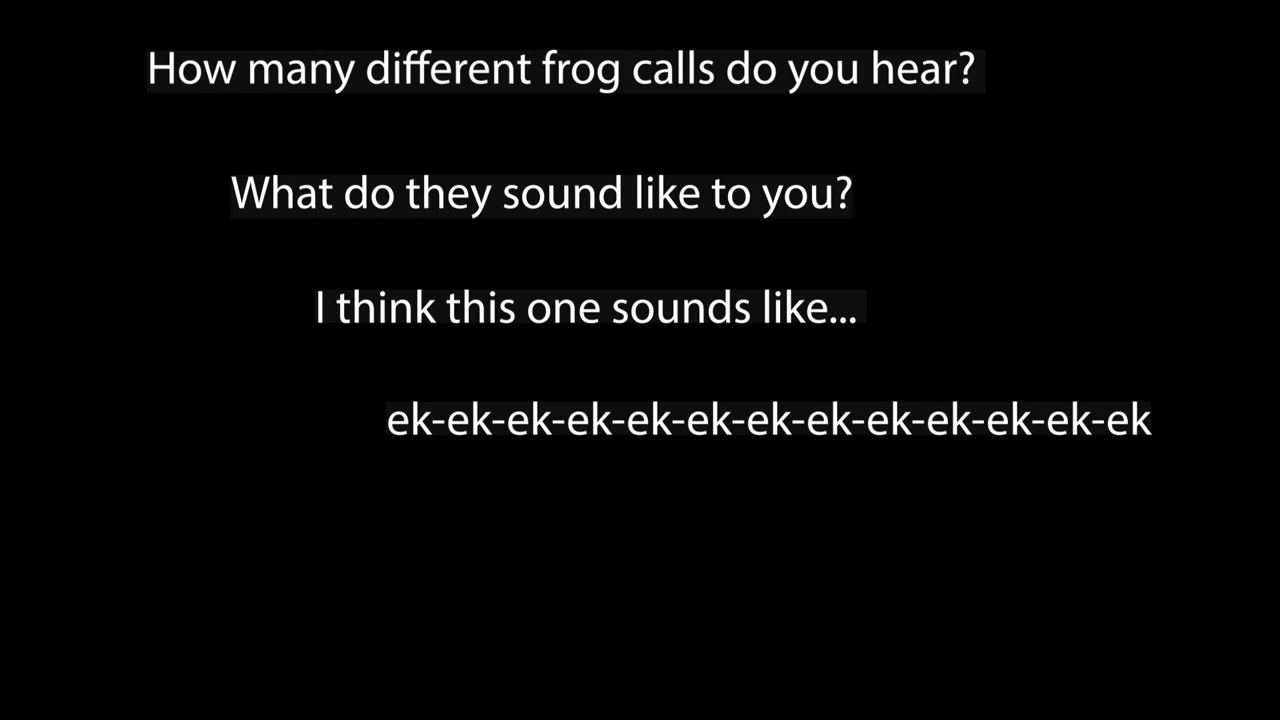 How many different frog calls do you hear?
What do they sound like to you?
I think this one sounds like...
ek-ek-ek-ek-ek-ek-ek-ek-ek-ek-ek-ek-ek